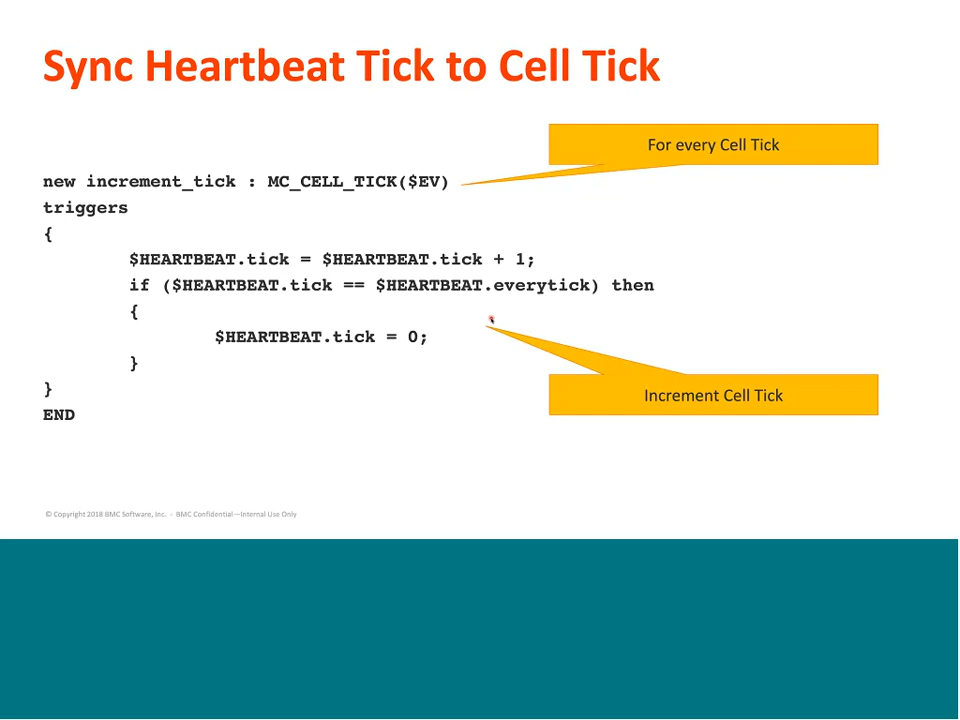 Sync Heartbeat Tick to Cell Tick
For every Cell Tick
new increment_tick : MC_CELL_TICK($EV)
triggers
{
$HEARTBEAT.tick = $HEARTBEAT.tick + 1;
if ($HEARTBEAT.tick == $HEARTBEAT.everytick) then
{
$HEARTBEAT.tick = 0;
}
}
END
Increment Cell Tick
© Copyright 2018 BMC Software, Inc. - BMC Confidential—Internal Use Only